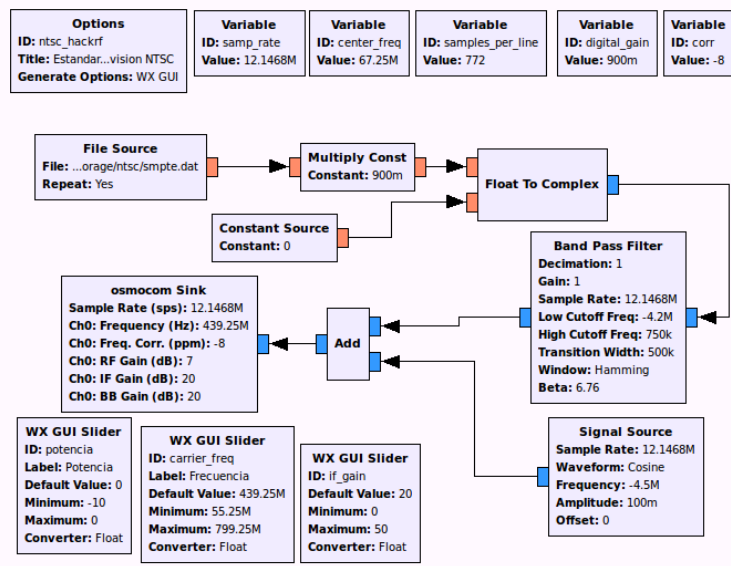 Options
ID: ntsc_hackrf
Title: Estandar...vision NTSC
Generate Options: WX GUI
Variable
ID: samp_rate
Value: 12.1468M
Variable
ID: center_freq
Value: 67.25M
Variable
ID: samples_per_line
Value: 772
Variable
ID: digital_gain
Value: 900m
Variable
ID: corr
Value: -8
File Source
File: ...orage/ntsc/smpte.dat
Repeat: Yes
Multiply Const
Constant: 900m
Float To Complex
Constant Source
Constant: 0
Band Pass Filter
Decimation: 1
Gain: 1
Sample Rate: 12.1468M
Low Cutoff Freq: -4.2M
High Cutoff Freq: 750k
Transition Width: 500k
Window: Hamming
Beta: 6.76
osmocom Sink
Sample Rate (sps): 12.1468M
Ch0: Frequency (Hz): 439.25M
Ch0: Freq. Corr. (ppm): -8
Ch0: RF Gain (dB): 7
Ch0: IF Gain (dB): 20
Ch0: BB Gain (dB): 20
Add
Signal Source
Sample Rate: 12.1468M
Waveform: Cosine
Frequency: -4.5M
Amplitude: 100m
Offset: 0
WX GUI Slider
ID: potencia
Label: Potencia
Default Value: 0
Minimum: -10
Maximum: 0
Converter: Float
WX GUI Slider
ID: carrier_freq
Label: Frecuencia
Default Value: 439.25M
Minimum: 55.25M
Maximum: 799.25M
Converter: Float
WX GUI Slider
ID: if_gain
Default Value: 20
Minimum: 0
Maximum: 50
Converter: Float